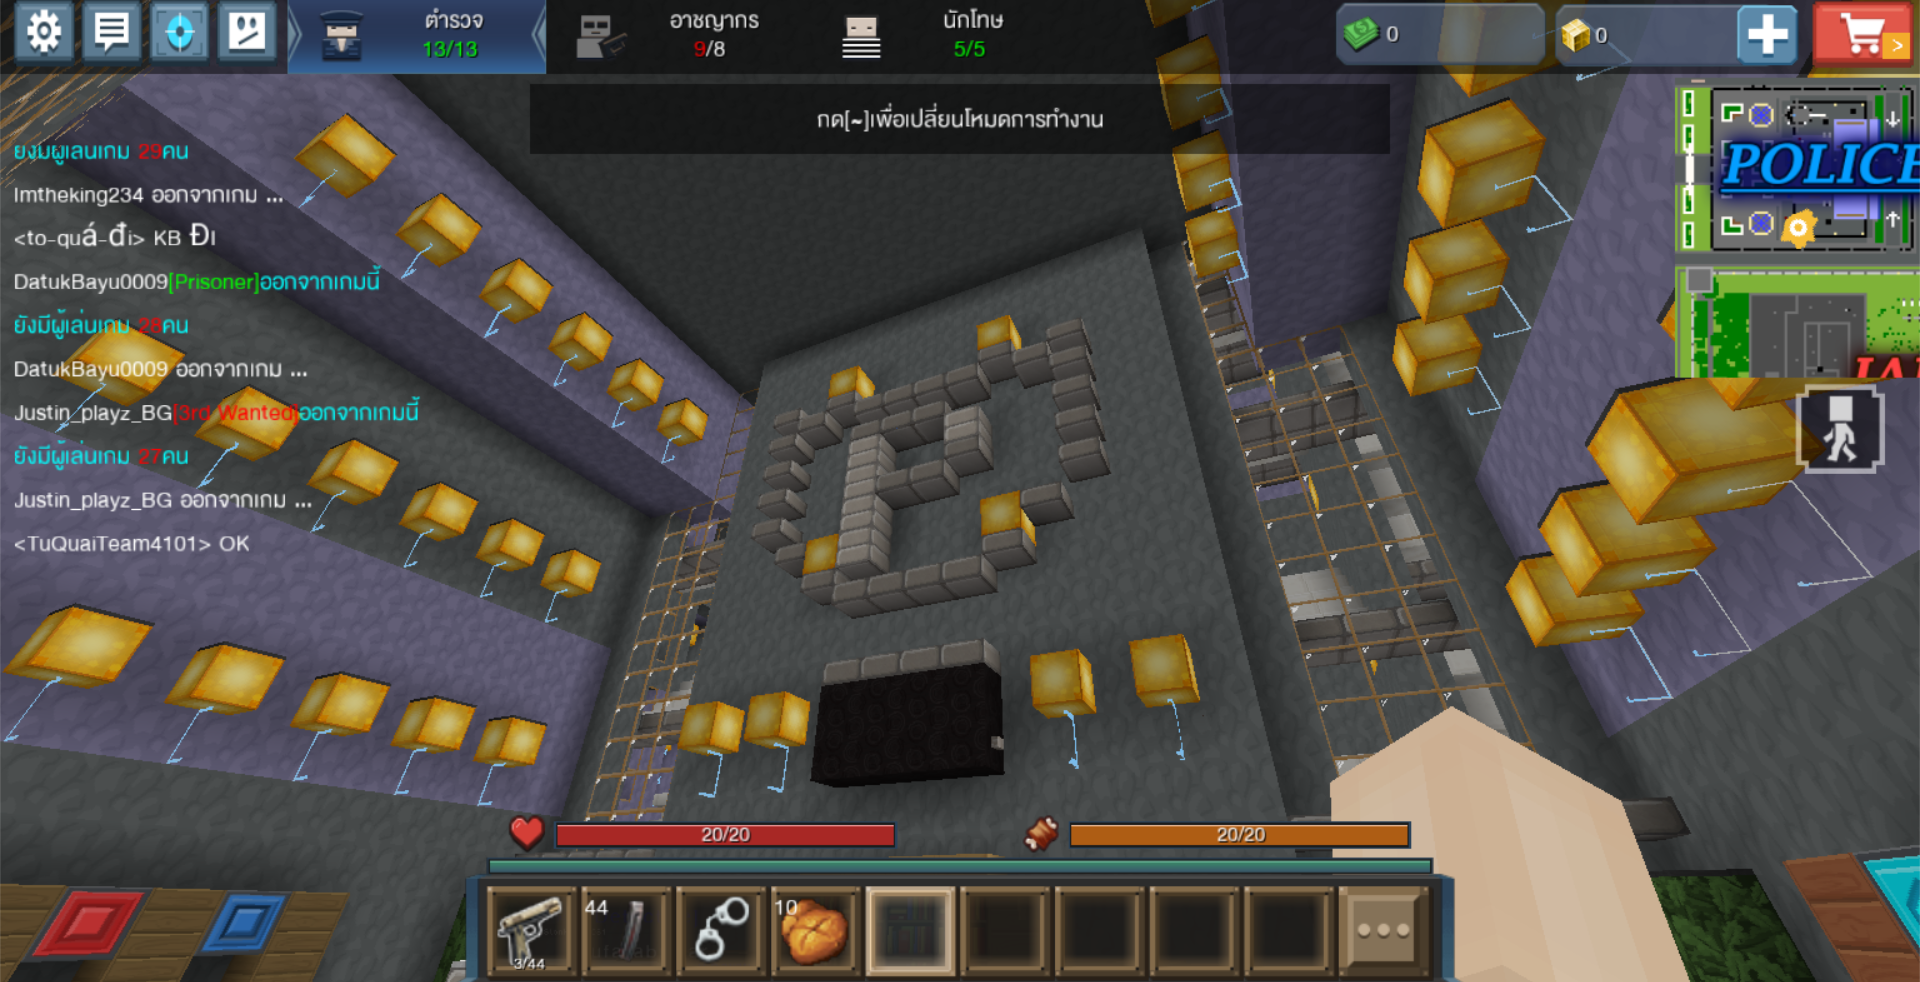 ตำรวจ
13/13
อาชญากร
9/8
นักโทษ
5/5
0
0
กด[~]เพื่อเปลี่ยนโหมดการทำงาน
POLICE
ยังมีผู้เล่นเกม 29คน
Imtheking234 ออกจากเกม ...
<to-quá-đi> KB ĐI
DatukBayu0009[Prisoner]ออกจากเกมนี้
ยังมีผู้เล่นเกม 28คน
DatukBayu0009 ออกจากเกม ...
Justin_playz_BG[3rd Wanted]ออกจากเกมนี้
ยังมีผู้เล่นเกม 27คน
Justin_playz_BG ออกจากเกม ...
<TuQuaiTeam4101> OK
20/20
20/20
3/44
44
10